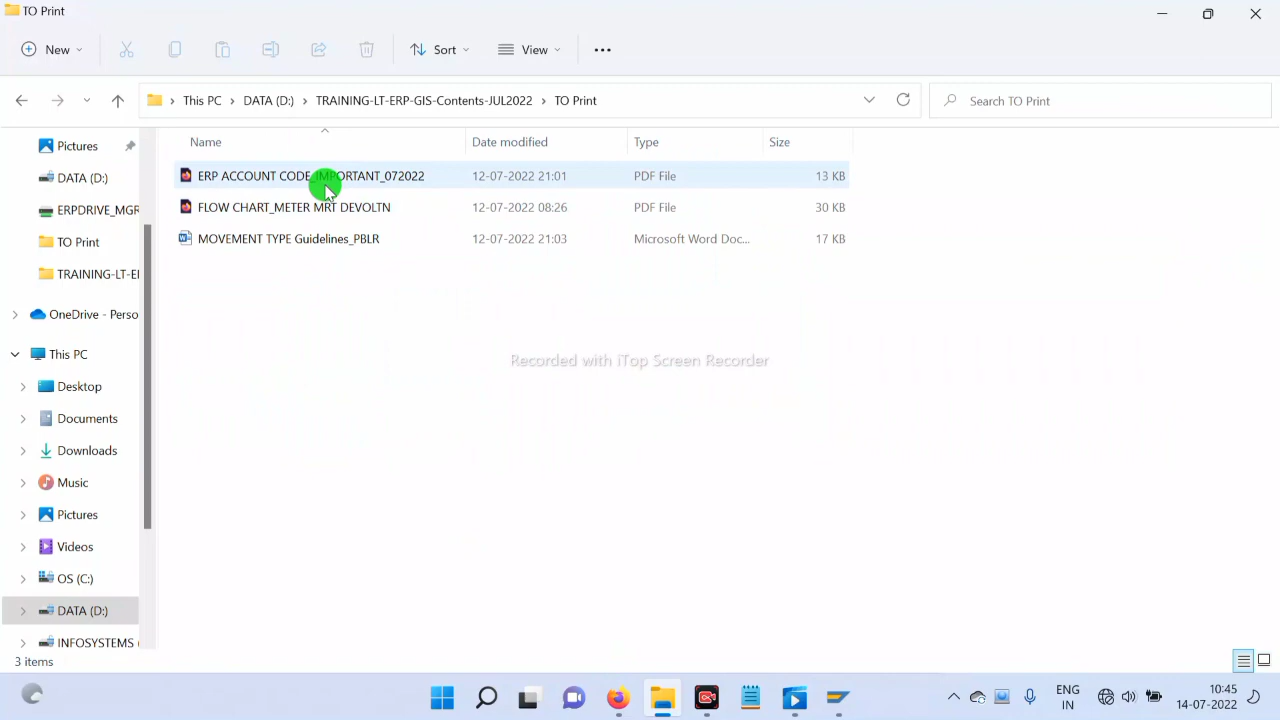 TO Print
New
Sort
View
This PC
DATA (D:)
TRAINING-LT-ERP-GIS-Contents-JUL2022
TO Print
Search TO Print
Name
Date modified
Type
Size
ERP ACCOUNT CODE_IMPORTANT_072022 12-07-2022 21:01 PDF File 13 KB
FLOW CHART_METER MRT DEVOLTN 12-07-2022 08:26 PDF File 30 KB
MOVEMENT TYPE Guidelines_PBLR 12-07-2022 21:03 Microsoft Word Doc... 17 KB
Pictures
DATA (D:)
ERPDRIVE_MGR
TO Print
TRAINING-LT-E
OneDrive - Perso
This PC
Desktop
Documents
Downloads
Music
Pictures
Videos
OS (C:)
DATA (D:)
INFOSYSTEMS
Recorded with iTop Screen Recorder
3 items
ENG
IN
10:45
14-07-2022